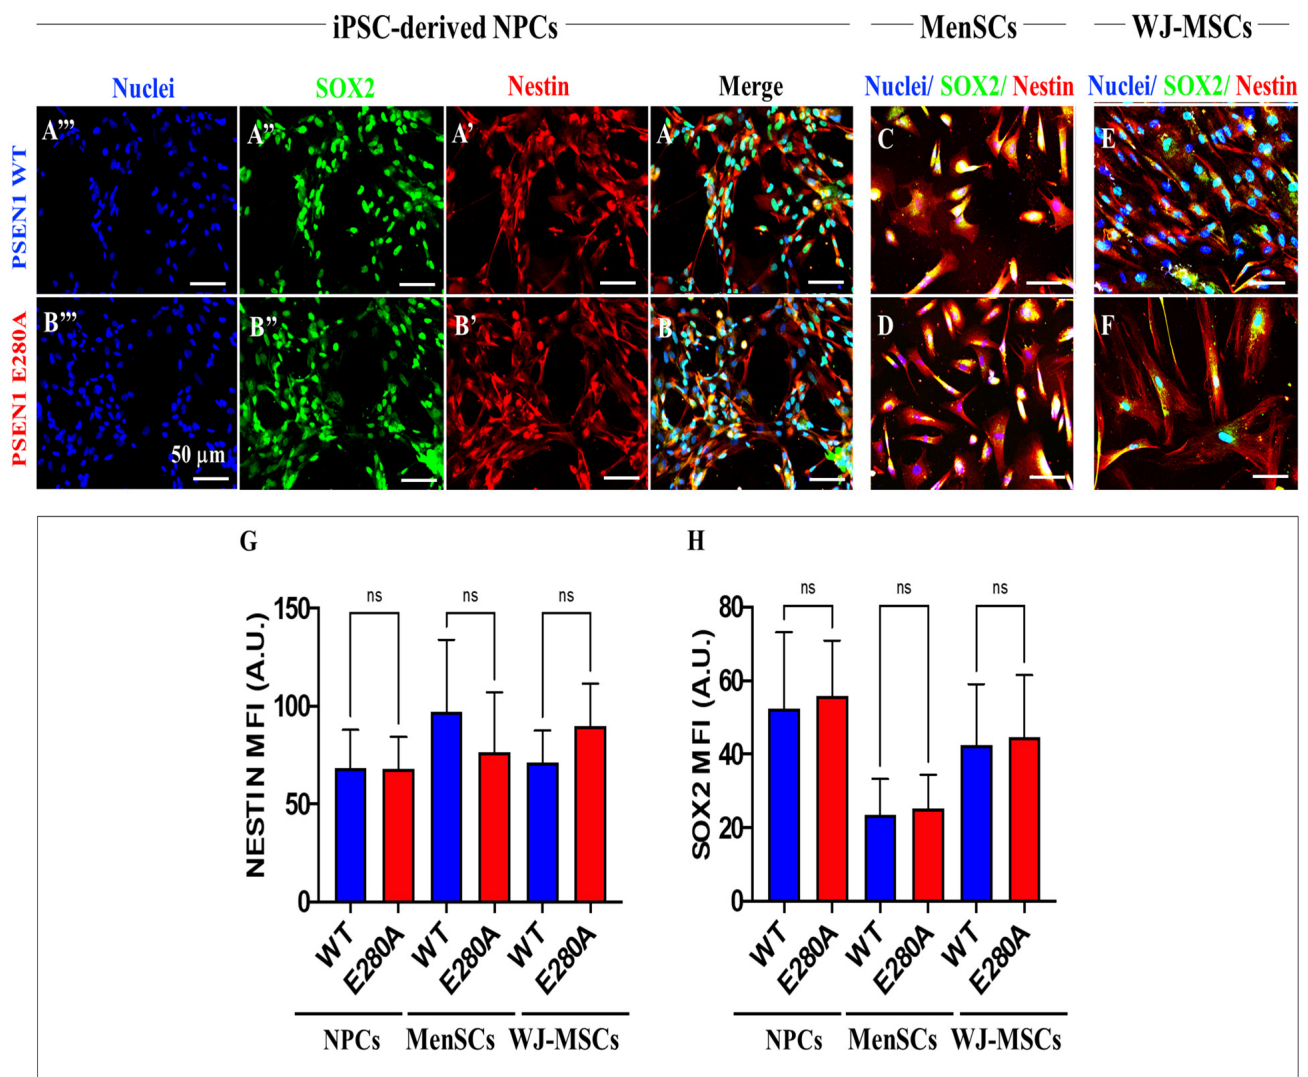 iPSC-derived NPCs MenSCs WJ-MSCs
Nuclei SOX2 Nestin Merge Nuclei/ SOX2/ Nestin Nuclei/ SOX2/ Nestin
PSEN1 WT
A''' A'' A' A C E
PSEN1 E280A
B''' B'' B' B D F
50 μm
G
NESTIN MFI (A.U.)
150
100
50
0
ns ns ns
WT E280A WT E280A WT E280A
NPCs MenSCs WJ-MSCs
H
SOX2 MFI (A.U.)
80
60
40
20
0
ns ns ns
WT E280A WT E280A WT E280A
NPCs MenSCs WJ-MSCs